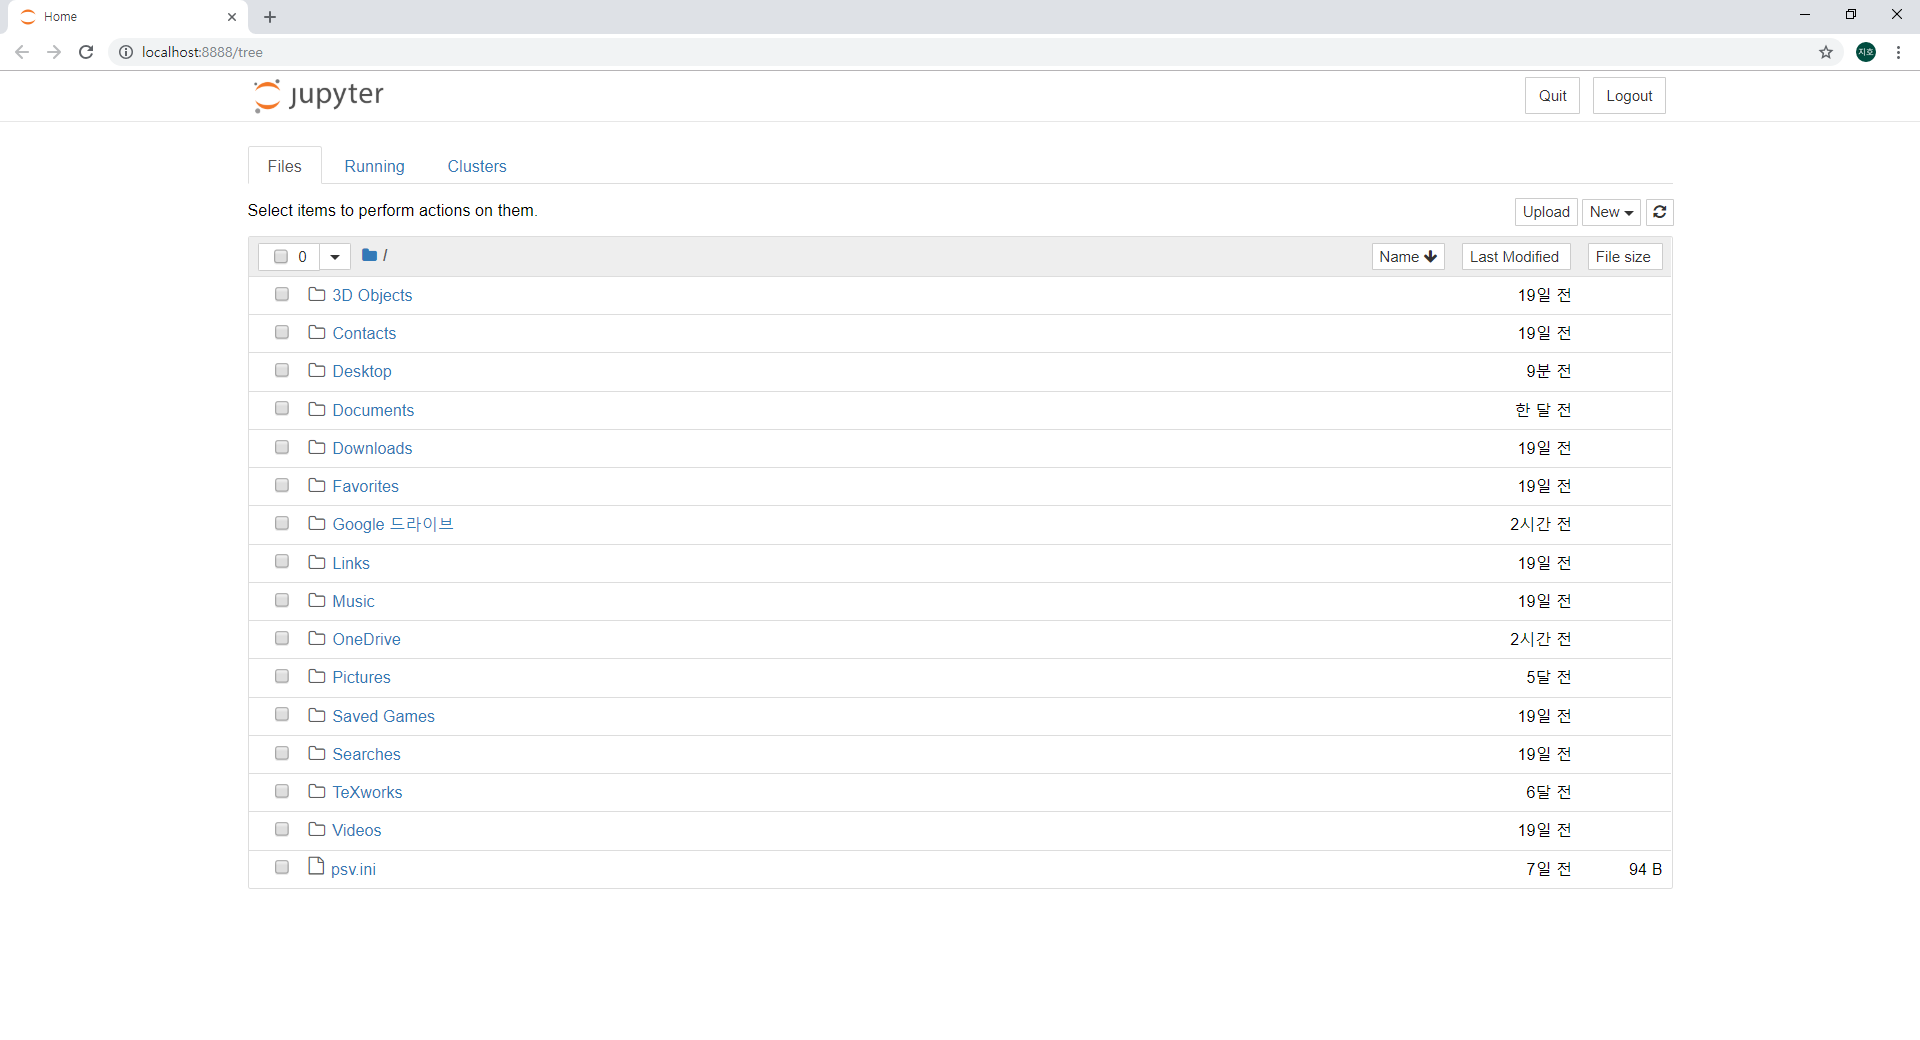 Home
localhost:8888/tree
지호
jupyter
Quit Logout
Files Running Clusters
Select items to perform actions on them.
Upload New
0 / Name Last Modified File size
3D Objects 19일 전
Contacts 19일 전
Desktop 9분 전
Documents 한 달 전
Downloads 19일 전
Favorites 19일 전
Google 드라이브 2시간 전
Links 19일 전
Music 19일 전
OneDrive 2시간 전
Pictures 5달 전
Saved Games 19일 전
Searches 19일 전
TeXworks 6달 전
Videos 19일 전
psv.ini 7일 전 94 B